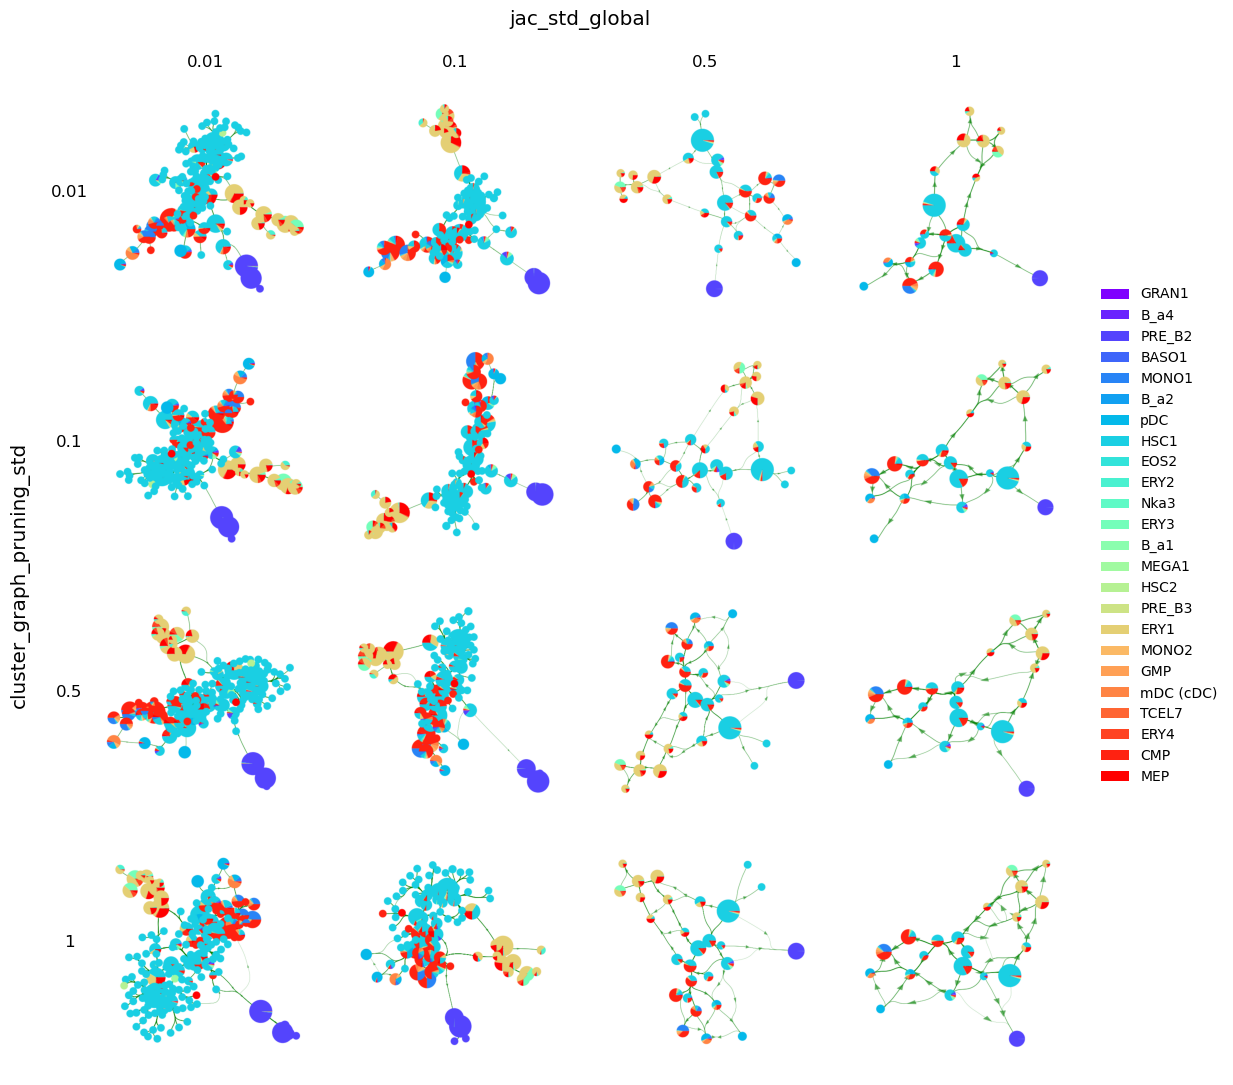 jac_std_global
0.01 0.1 0.5 1
cluster_graph_pruning_std
0.01
0.1
0.5
1
GRAN1
B_a4
PRE_B2
BASO1
MONO1
B_a2
pDC
HSC1
EOS2
ERY2
Nka3
ERY3
B_a1
MEGA1
HSC2
PRE_B3
ERY1
MONO2
GMP
mDC (cDC)
TCEL7
ERY4
CMP
MEP